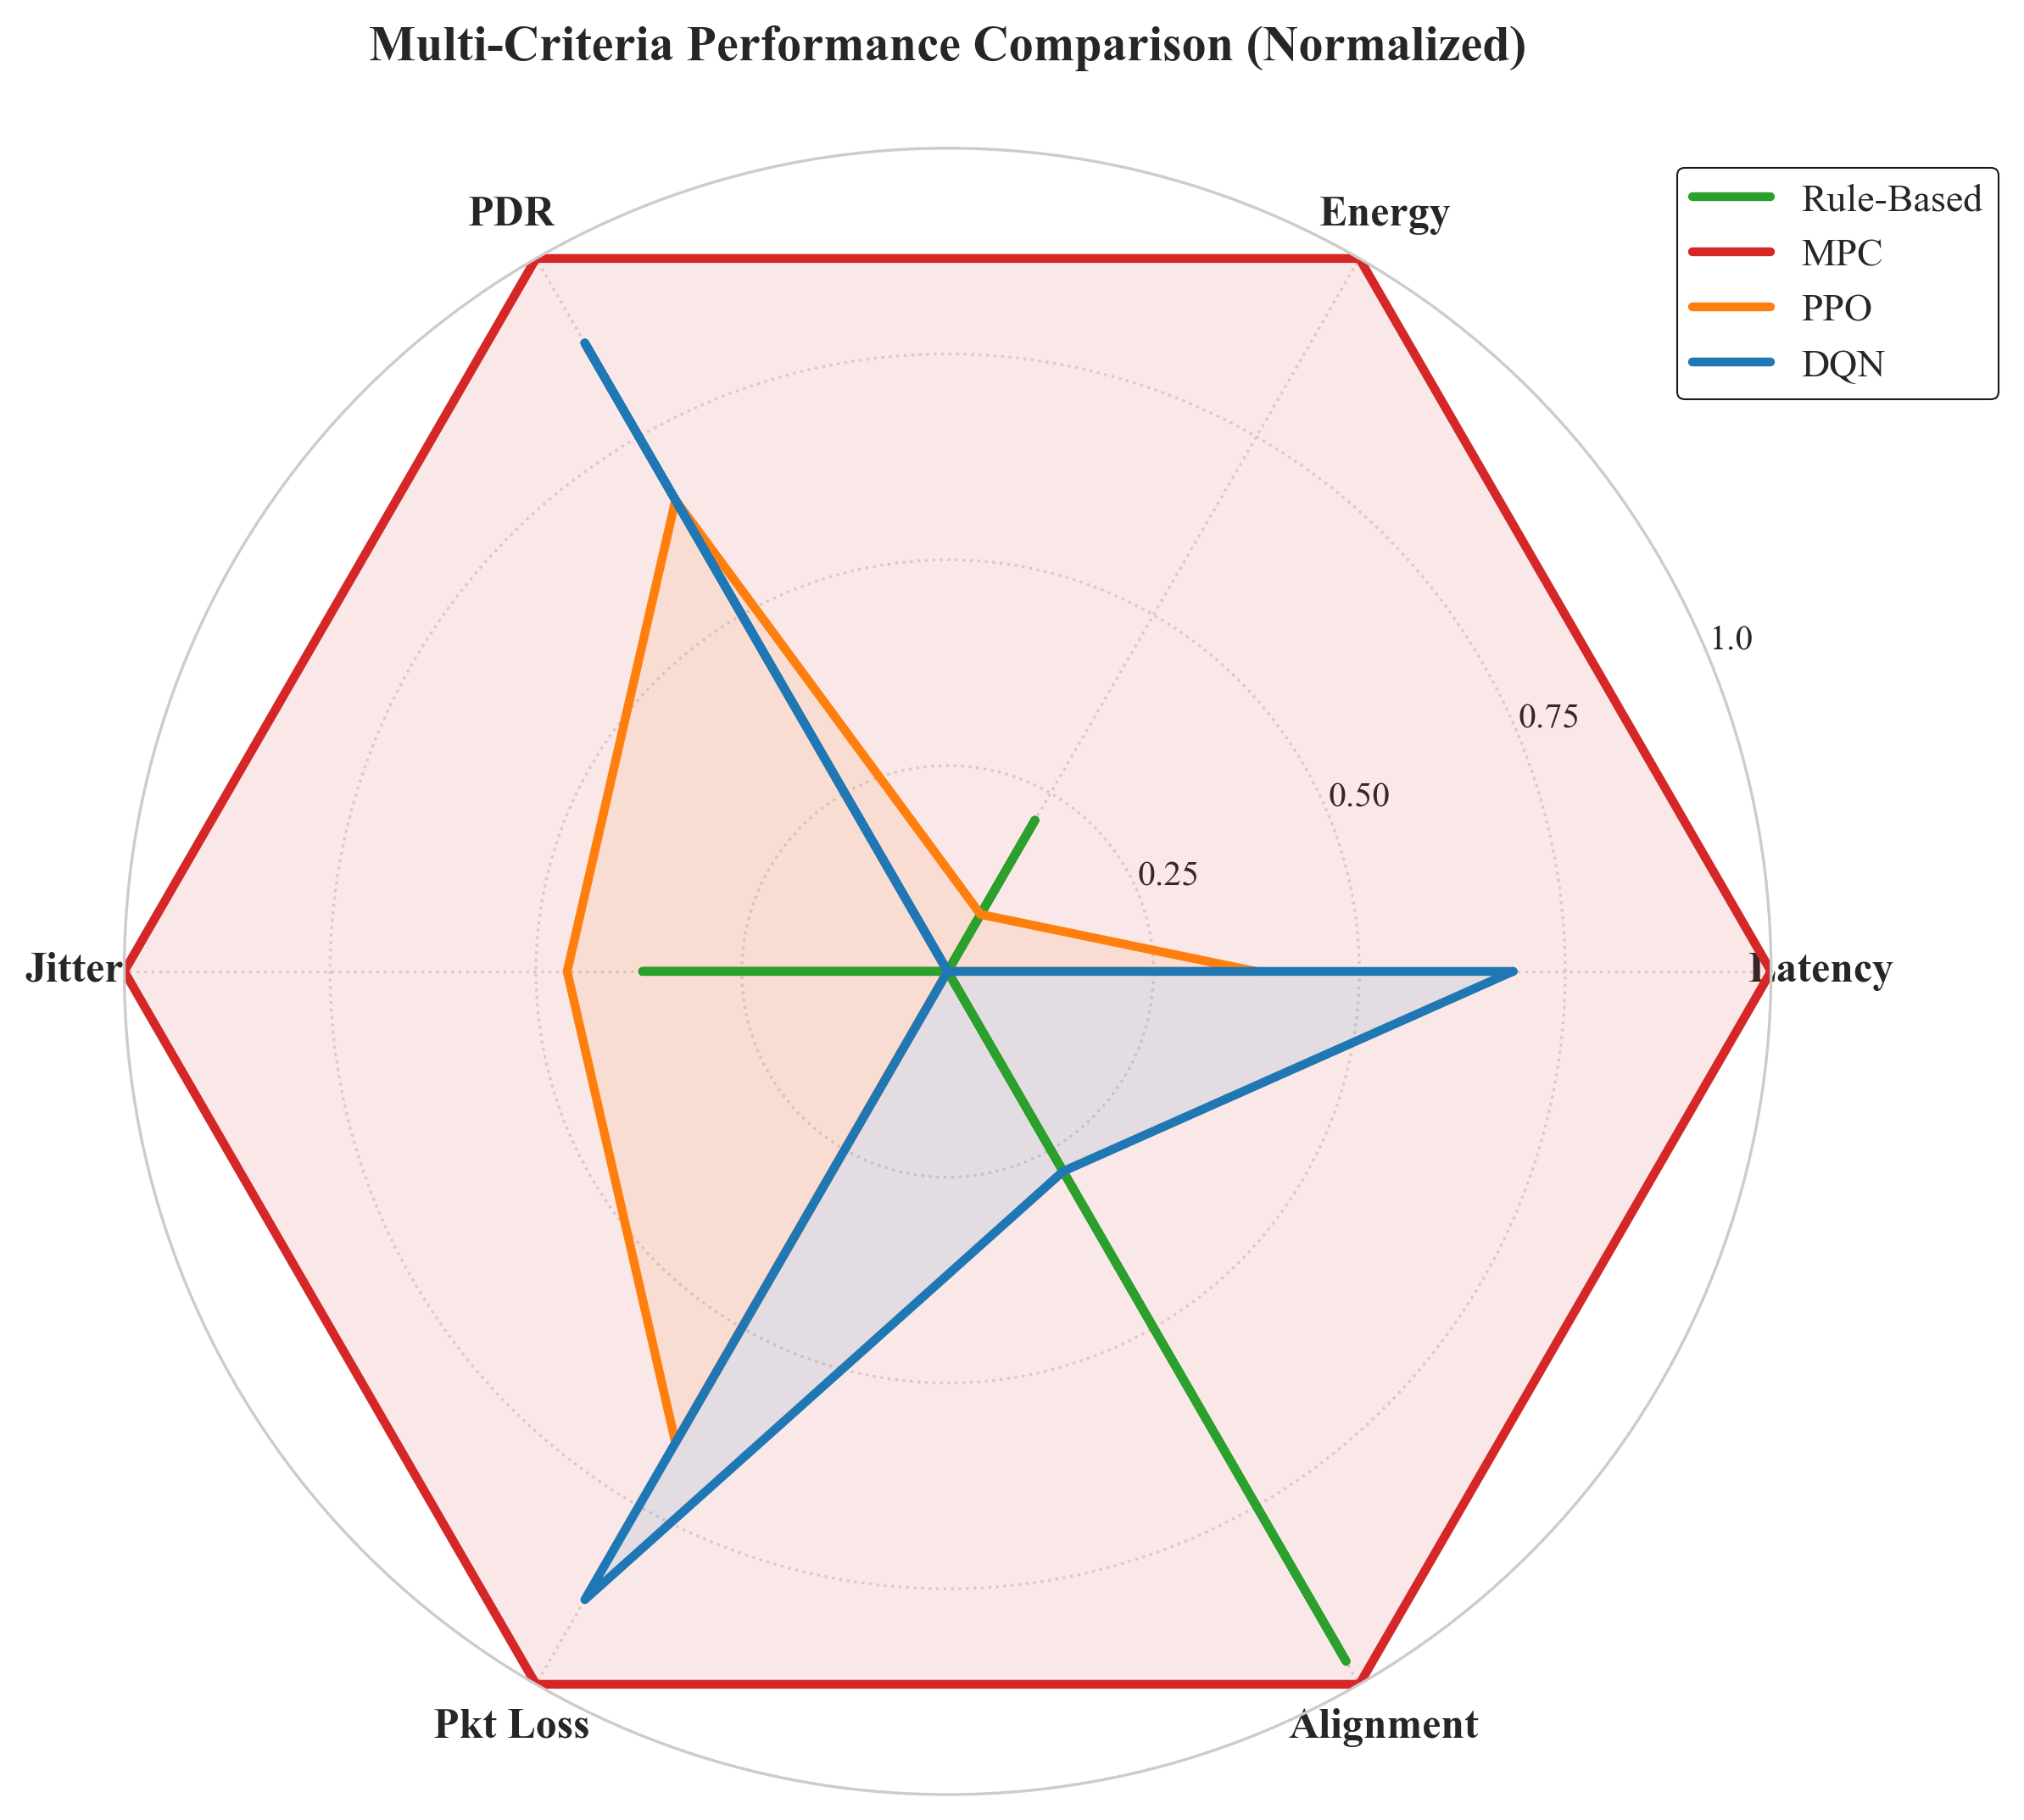 Multi-Criteria Performance Comparison (Normalized)
PDR
Energy
Rule-Based
MPC
PPO
DQN
1.0
0.75
0.50
0.25
Jitter
Latency
Pkt Loss
Alignment